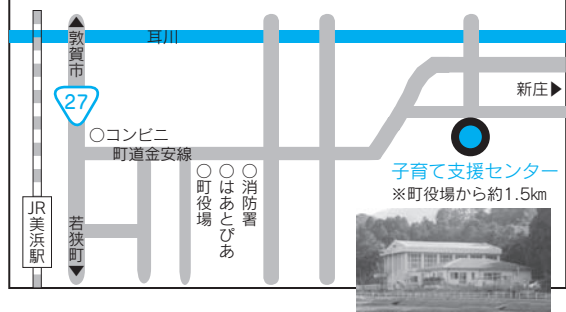 ▲敦賀市
耳川
27
新庄▶
○コンビニ
町道金安線
○消防署
○はあとぴあ
○町役場
子育て支援センター
※町役場から約1.5km
JR美浜駅
若狭町▼